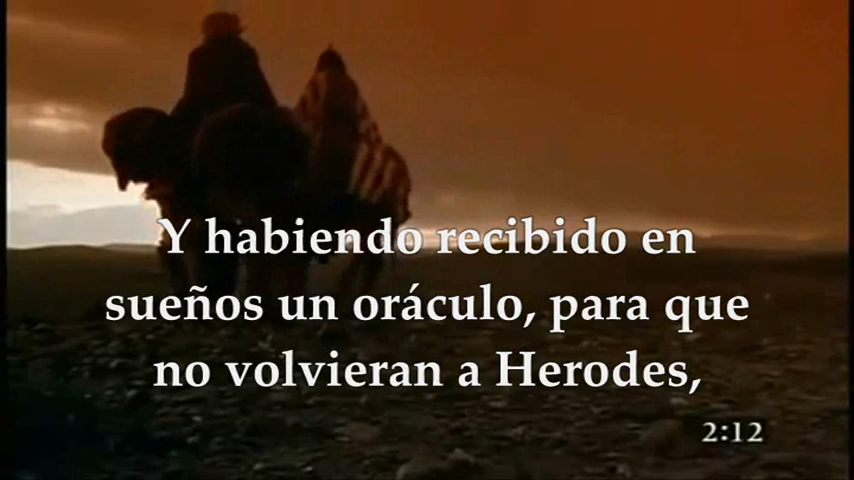 Y habiendo recibido en
sueños un oráculo, para que
no volvieran a Herodes,
2:12